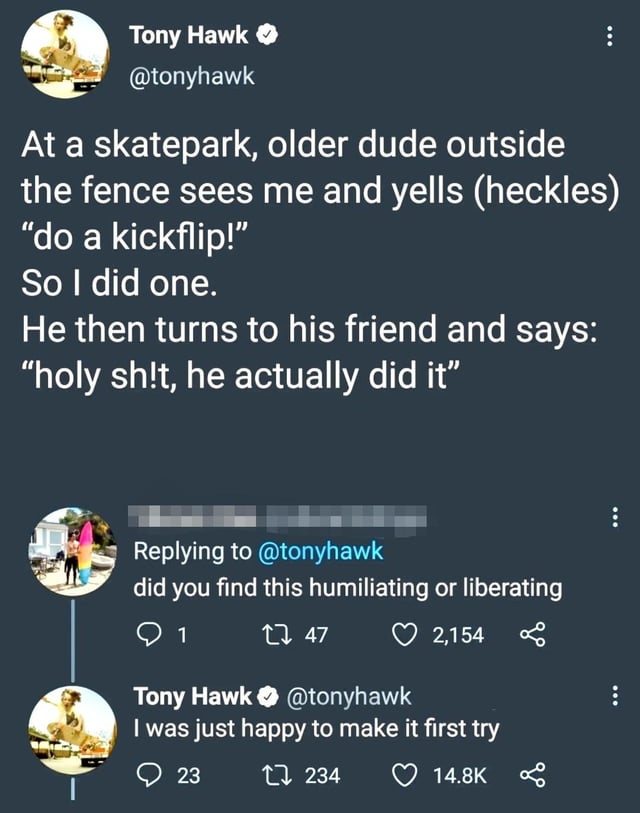 Tony Hawk
@tonyhawk
At a skatepark, older dude outside
the fence sees me and yells (heckles)
“do a kickflip!”
So I did one.
He then turns to his friend and says:
“holy sh!t, he actually did it”
Replying to @tonyhawk
did you find this humiliating or liberating
1 47 2,154
Tony Hawk @tonyhawk
I was just happy to make it first try
23 234 14.8K